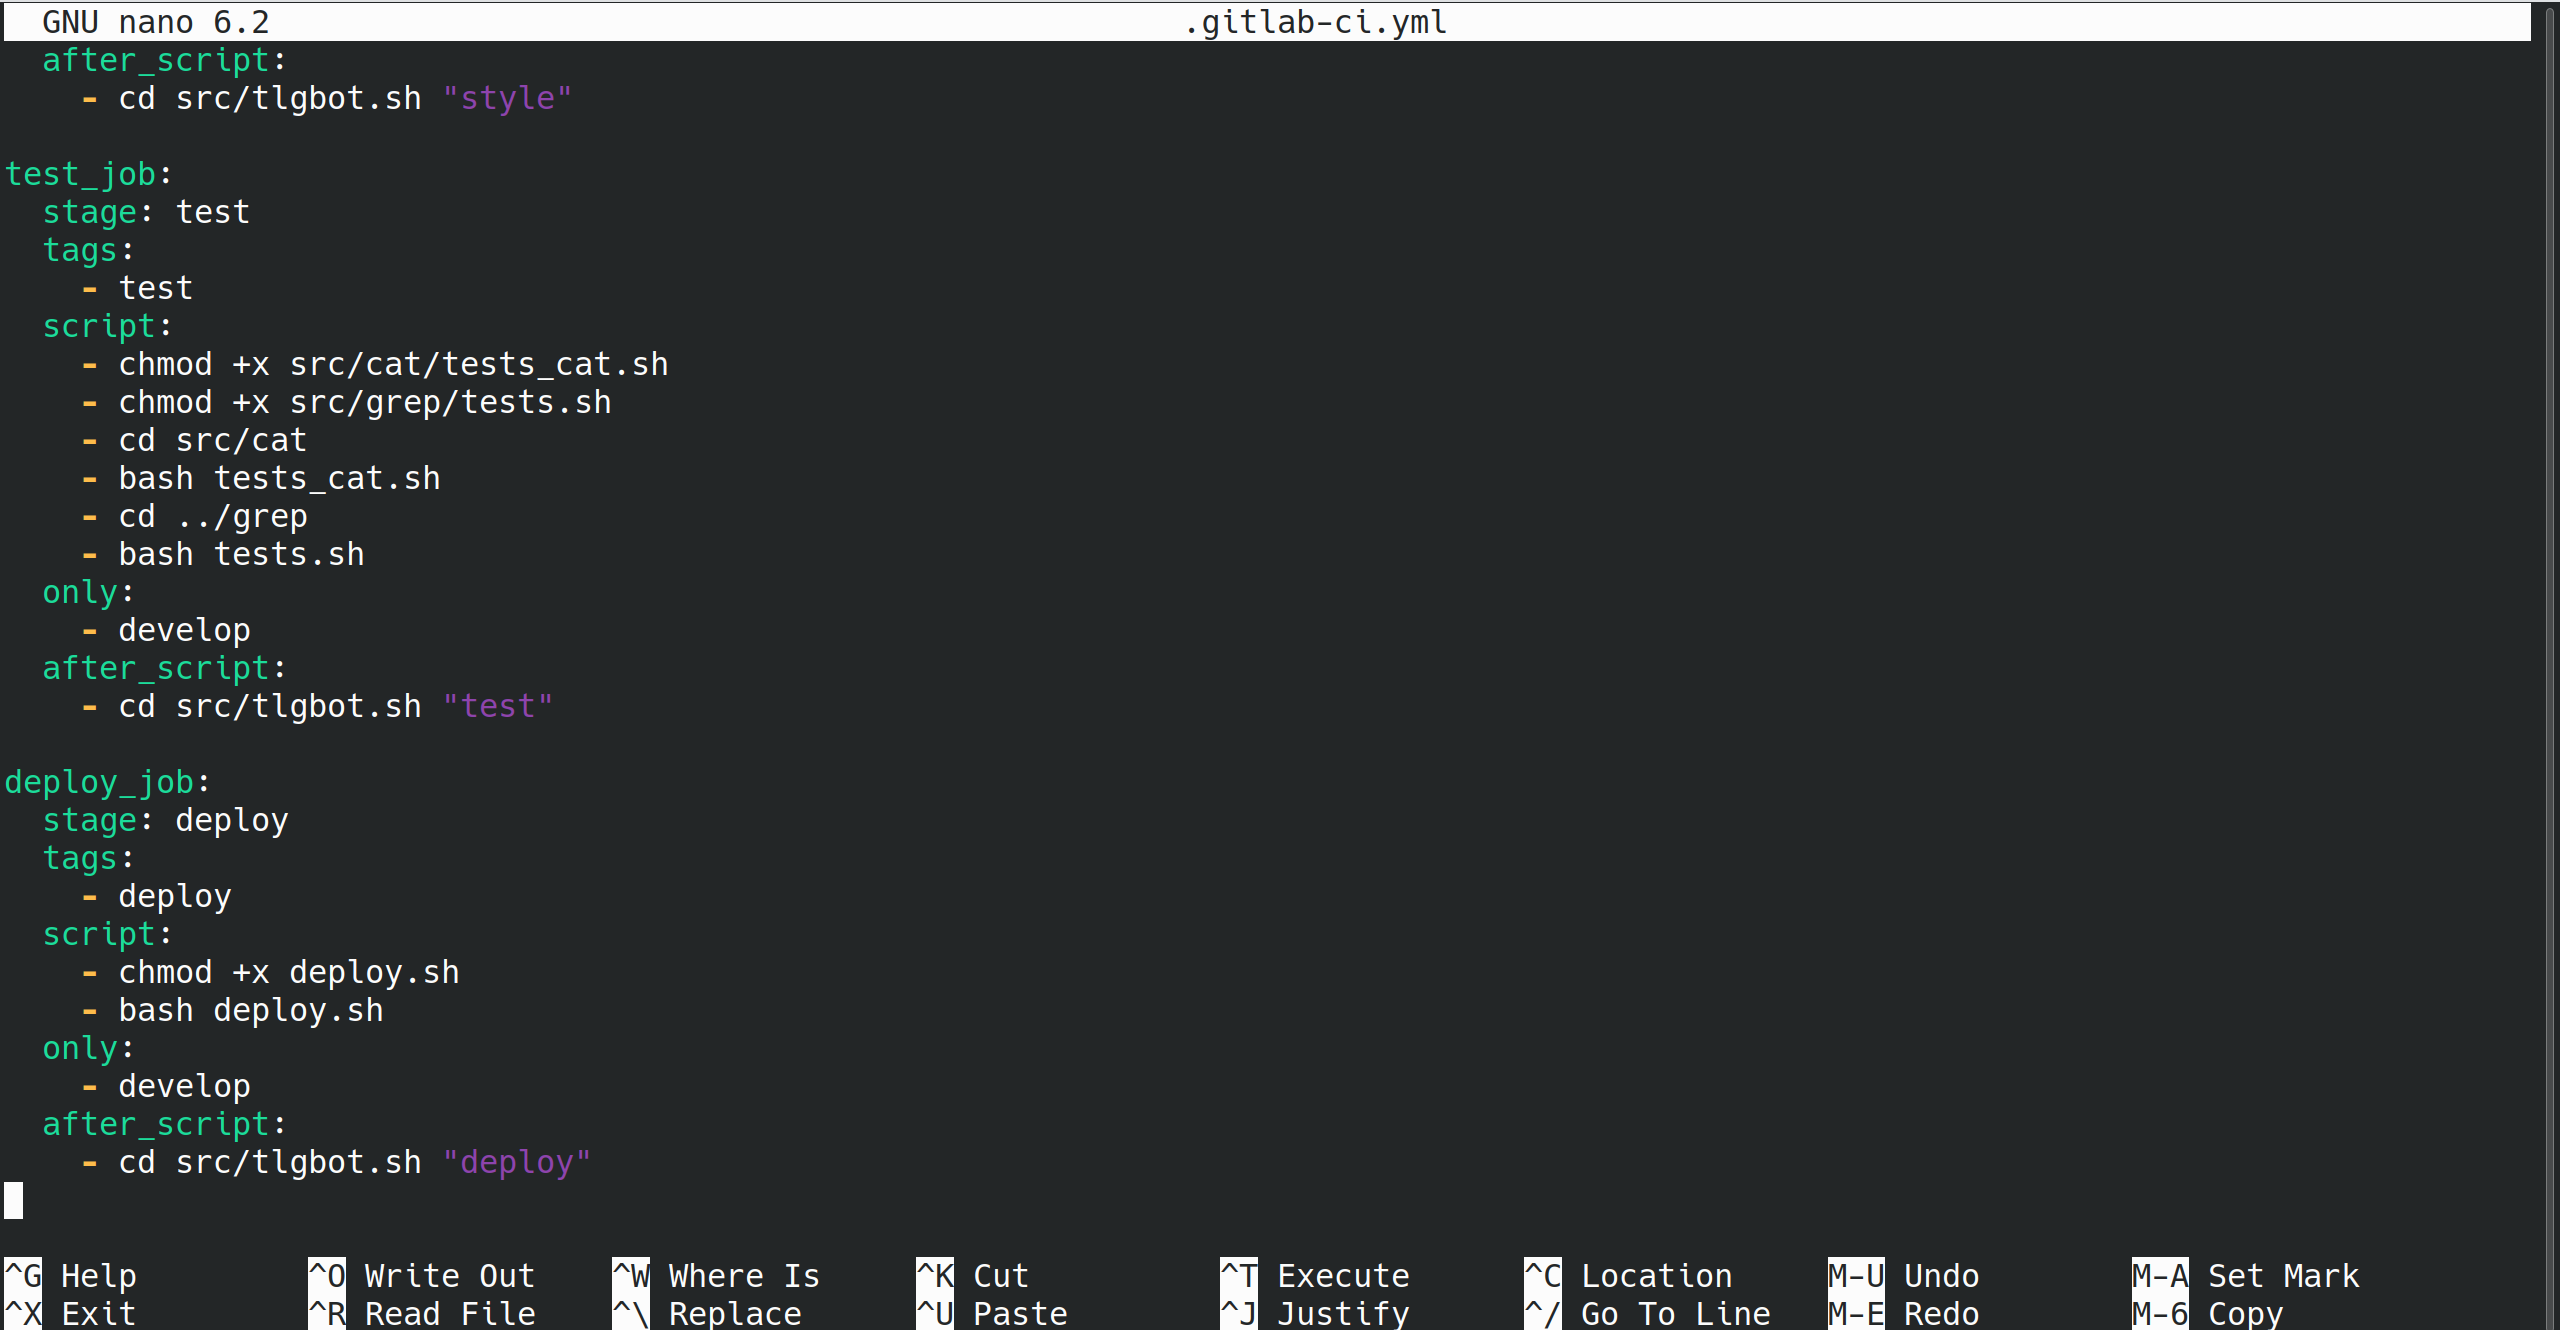 GNU nano 6.2 .gitlab-ci.yml
after_script:
- cd src/tlgbot.sh "style"
test_job:
stage: test
tags:
- test
script:
- chmod +x src/cat/tests_cat.sh
- chmod +x src/grep/tests.sh
- cd src/cat
- bash tests_cat.sh
- cd ../grep
- bash tests.sh
only:
- develop
after_script:
- cd src/tlgbot.sh "test"
deploy_job:
stage: deploy
tags:
- deploy
script:
- chmod +x deploy.sh
- bash deploy.sh
only:
- develop
after_script:
- cd src/tlgbot.sh "deploy"
^G Help ^O Write Out ^W Where Is ^K Cut ^T Execute ^C Location M-U Undo M-A Set Mark
^X Exit ^R Read File ^\ Replace ^U Paste ^J Justify ^/ Go To Line M-E Redo M-6 Copy